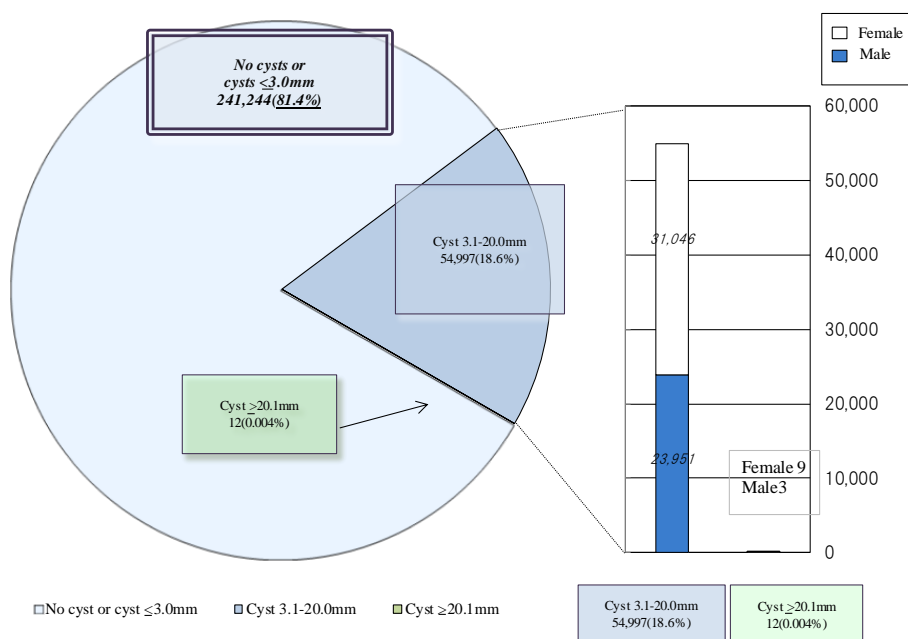 No cysts or
cysts ≤3.0mm
241,244(81.4%)
Cyst 3.1-20.0mm
54,997(18.6%)
Cyst ≥20.1mm
12(0.004%)
Female
Male
60,000
50,000
40,000
30,000
20,000
10,000
0
31,046
23,951
Female 9
Male3
No cyst or cyst ≤3.0mm
Cyst 3.1-20.0mm
Cyst ≥20.1mm
Cyst 3.1-20.0mm
54,997(18.6%)
Cyst ≥20.1mm
12(0.004%)